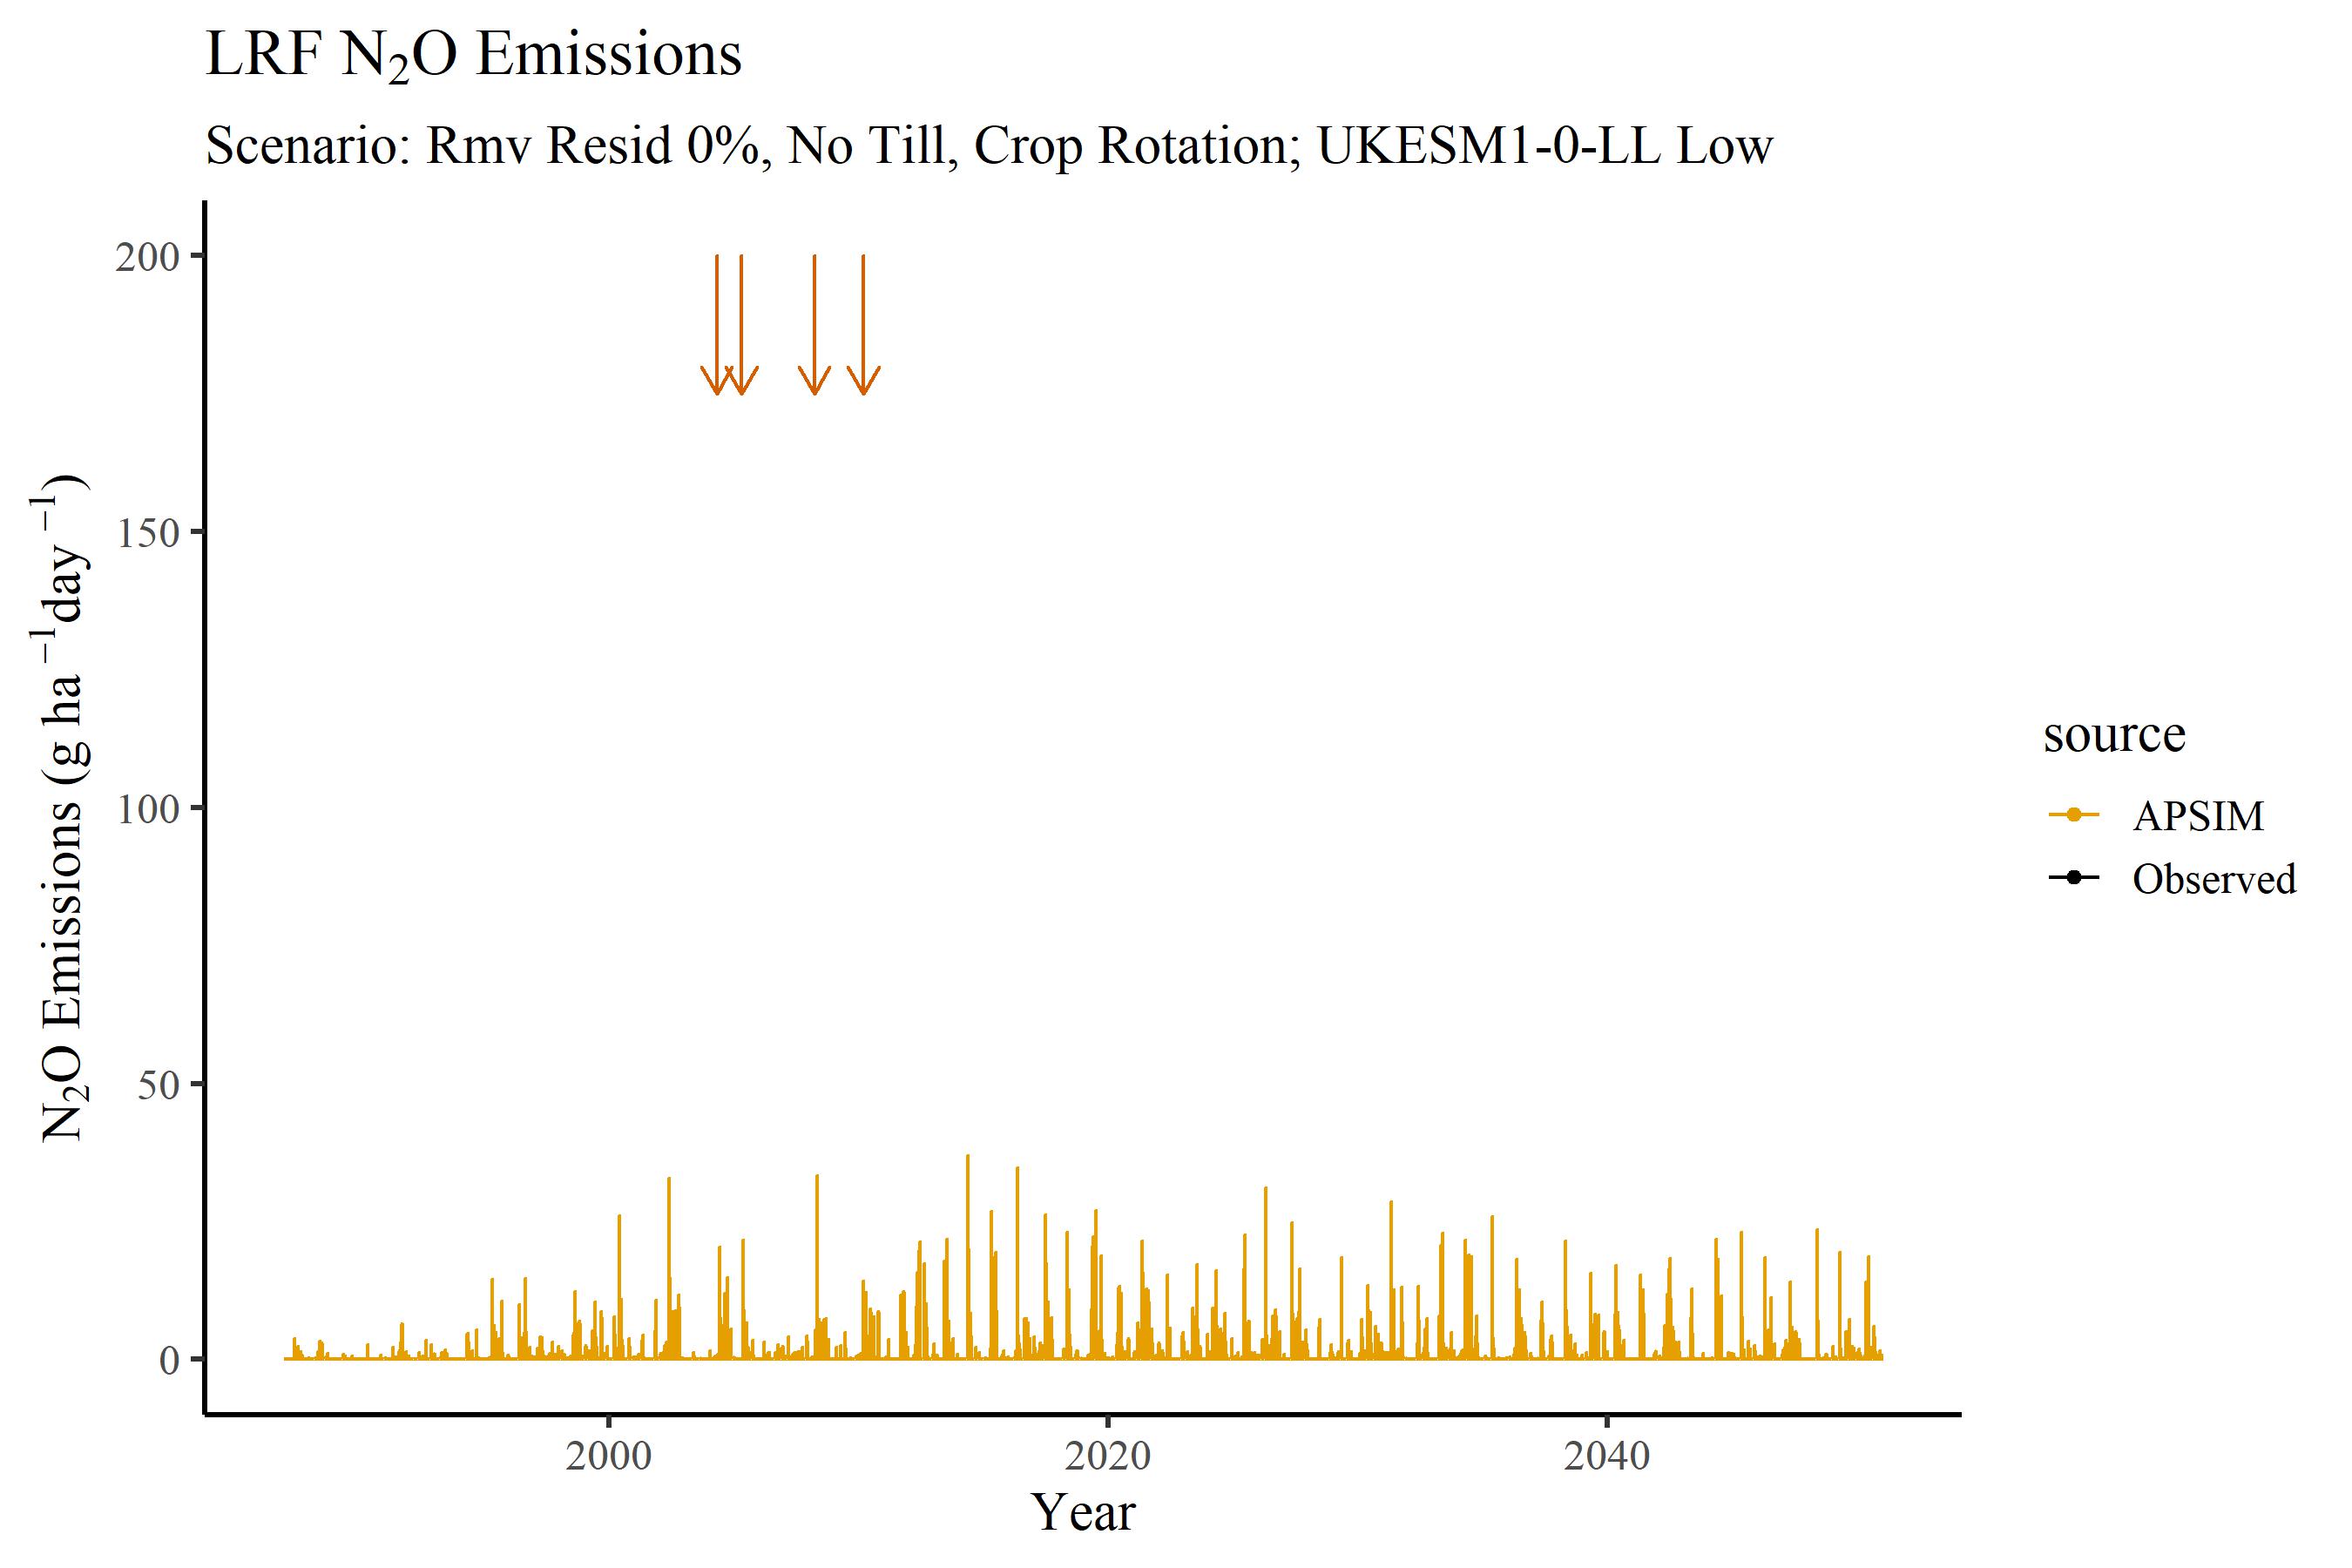 LRF N₂O Emissions
Scenario: Rmv Resid 0%, No Till, Crop Rotation; UKESM1-0-LL Low
N₂O Emissions (g ha ⁻¹day ⁻¹)
200
150
100
50
0
2000
2020
2040
Year
source
APSIM
Observed